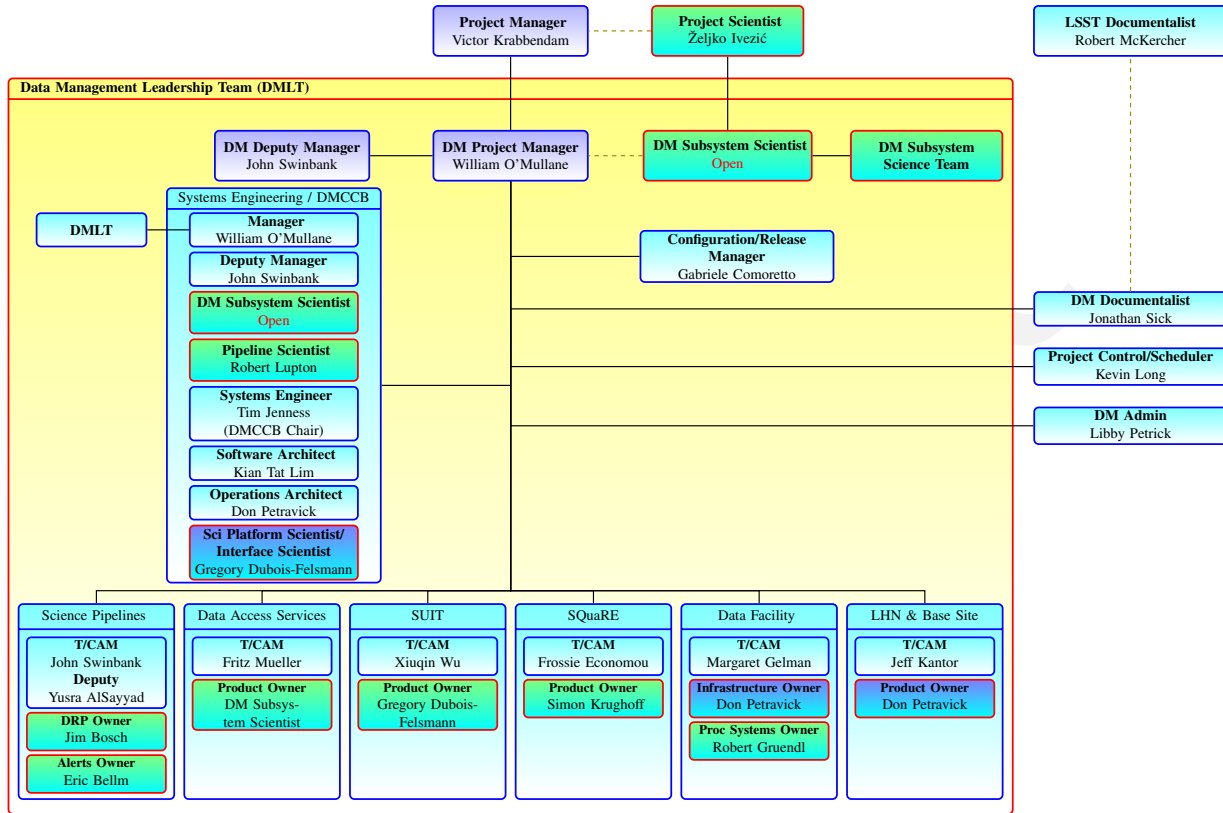 Project Manager
Victor Krabbendam
Project Scientist
Željko Ivezić
LSST Documentalist
Robert McKercher
Data Management Leadership Team (DMLT)
DM Deputy Manager
John Swinbank
DM Project Manager
William O’Mullane
DM Subsystem Scientist
Open
DM Subsystem
Science Team
Systems Engineering / DMCCB
DMLT
Manager
William O’Mullane
Deputy Manager
John Swinbank
DM Subsystem Scientist
Open
Pipeline Scientist
Robert Lupton
Systems Engineer
Tim Jenness
(DMCCB Chair)
Software Architect
Kian Tat Lim
Operations Architect
Don Petravick
Sci Platform Scientist/
Interface Scientist
Gregory Dubois-Felsmann
Configuration/Release
Manager
Gabriele Comoretto
DM Documentalist
Jonathan Sick
Project Control/Scheduler
Kevin Long
DM Admin
Libby Petrick
Science Pipelines
T/CAM
John Swinbank
Deputy
Yusra AlSayyad
DRP Owner
Jim Bosch
Alerts Owner
Eric Bellm
Data Access Services
T/CAM
Fritz Mueller
Product Owner
DM Subsys-
tem Scientist
SUIT
T/CAM
Xiuqin Wu
Product Owner
Gregory Dubois-
Felsmann
SQuaRE
T/CAM
Frossie Economou
Product Owner
Simon Krughoff
Data Facility
T/CAM
Margaret Gelman
Infrastructure Owner
Don Petravick
Proc Systems Owner
Robert Gruendl
LHN & Base Site
T/CAM
Jeff Kantor
Product Owner
Don Petravick